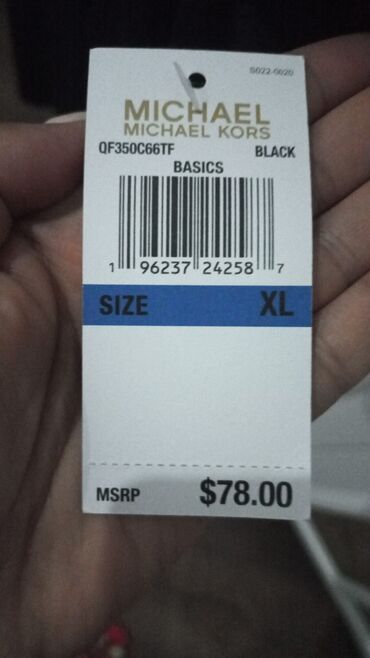 S022-0020
MICHAEL
MICHAEL KORS
QF350C66TF BLACK
BASICS
1 96237 24258 7
SIZE XL
MSRP $78.00